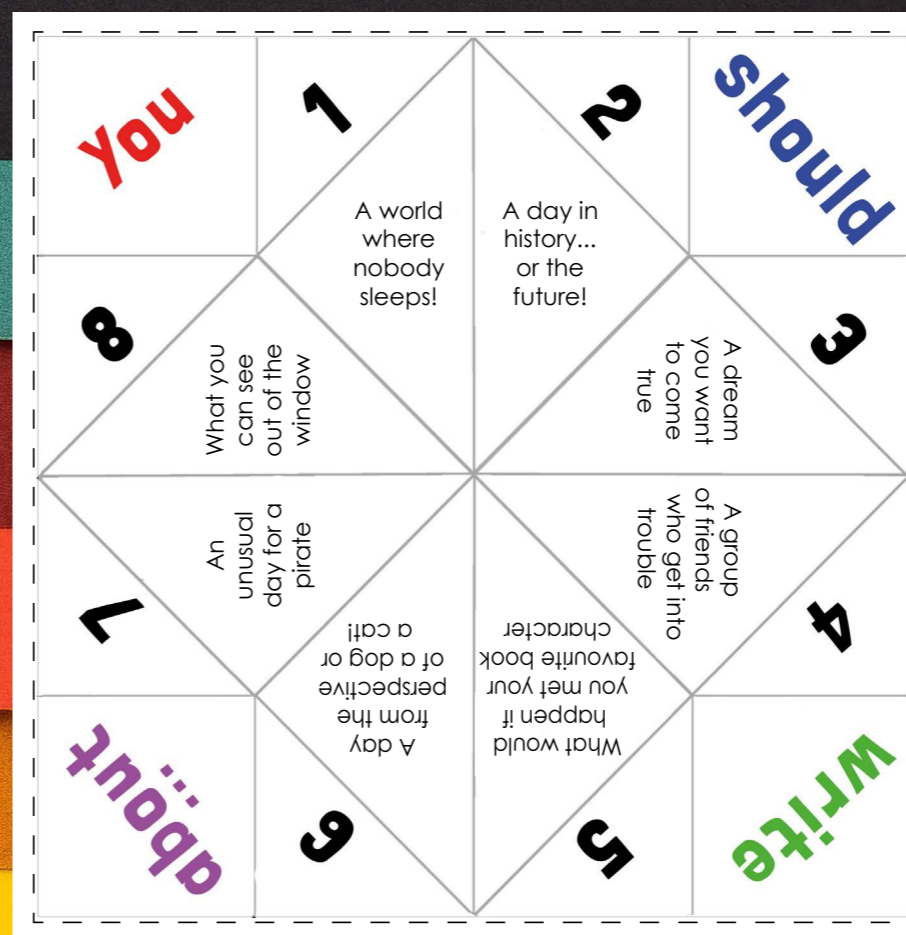 You
1
2
should
A world
where
nobody
sleeps!
A day in
history...
or the
future!
3
A dream
you want
to come
true
4
A group
of friends
who get into
trouble
write
5
What would
happen if
you met your
favourite book
character
6
A day
from the
perspective
of a dog or
a cat!
about...
7
An
unusual
day for a
pirate
8
What you
can see
out of the
window